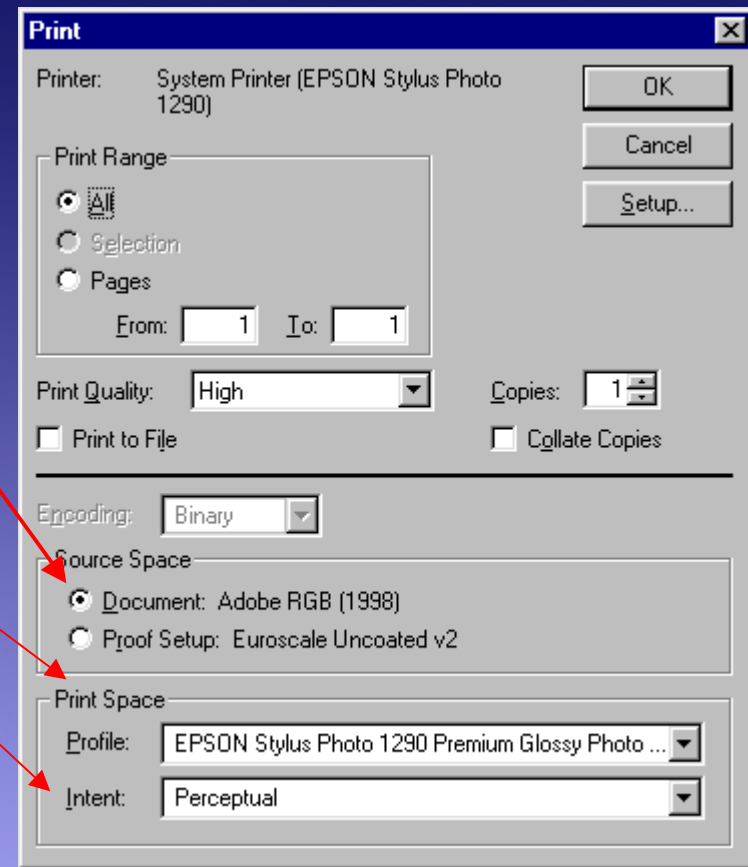 Print
Printer: System Printer (EPSON Stylus Photo
1290)
OK
Cancel
Setup...
Print Range
All
Selection
Pages
From: 1 To: 1
Print Quality: High Copies: 1
Print to File Collate Copies
Encoding: Binary
Source Space
Document: Adobe RGB (1998)
Proof Setup: Euroscale Uncoated v2
Print Space
Profile: EPSON Stylus Photo 1290 Premium Glossy Photo ...
Intent: Perceptual